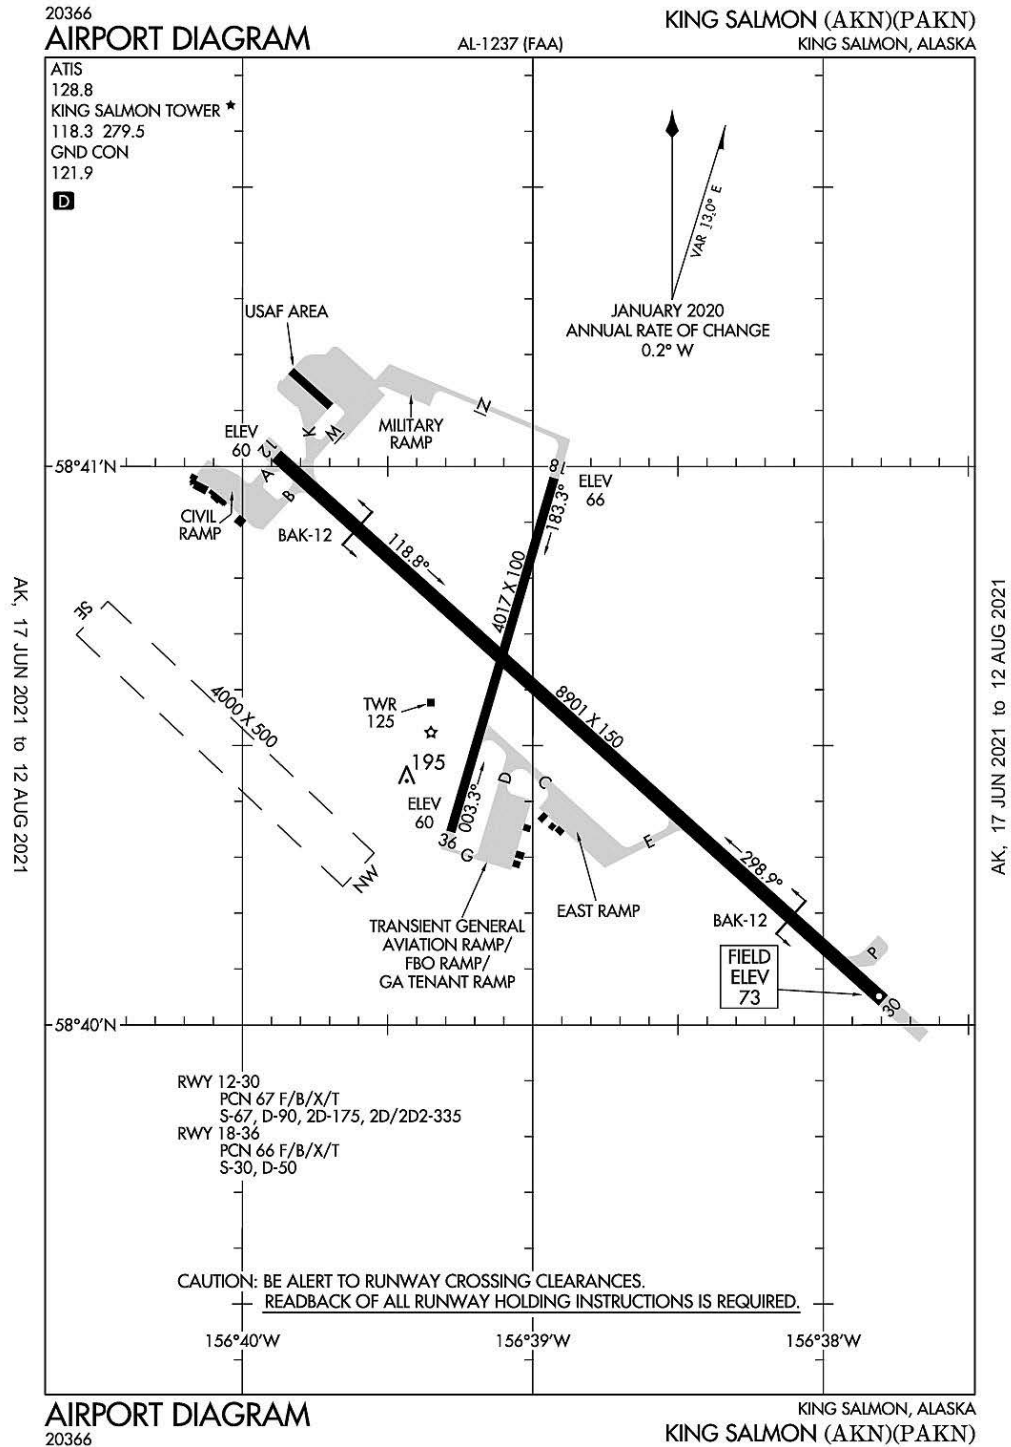 20366
AIRPORT DIAGRAM
AL-1237 (FAA)
KING SALMON (AKN)(PAKN)
KING SALMON, ALASKA
ATIS
128.8
KING SALMON TOWER ★
118.3 279.5
GND CON
121.9
D
VAR 13.0° E
JANUARY 2020
ANNUAL RATE OF CHANGE
0.2° W
USAF AREA
MILITARY
RAMP
IZ
K
M
ELEV
60
12
A
B
CIVIL
RAMP
58°41'N
BAK-12
118.8°
18
ELEV
66
183.3°
4017 X 100
SE
4000 X 500
NW
TWR
125
195
8901 X 150
ELEV
60
003.3°
36
G
D
C
E
EAST RAMP
TRANSIENT GENERAL
AVIATION RAMP/
FBO RAMP/
GA TENANT RAMP
298.9°
BAK-12
P
FIELD
ELEV
73
30
58°40'N
RWY 12-30
PCN 67 F/B/X/T
S-67, D-90, 2D-175, 2D/2D2-335
RWY 18-36
PCN 66 F/B/X/T
S-30, D-50
CAUTION: BE ALERT TO RUNWAY CROSSING CLEARANCES.
READBACK OF ALL RUNWAY HOLDING INSTRUCTIONS IS REQUIRED.
156°40'W
156°39'W
156°38'W
AK, 17 JUN 2021 to 12 AUG 2021
AK, 17 JUN 2021 to 12 AUG 2021
AIRPORT DIAGRAM
20366
KING SALMON, ALASKA
KING SALMON (AKN)(PAKN)